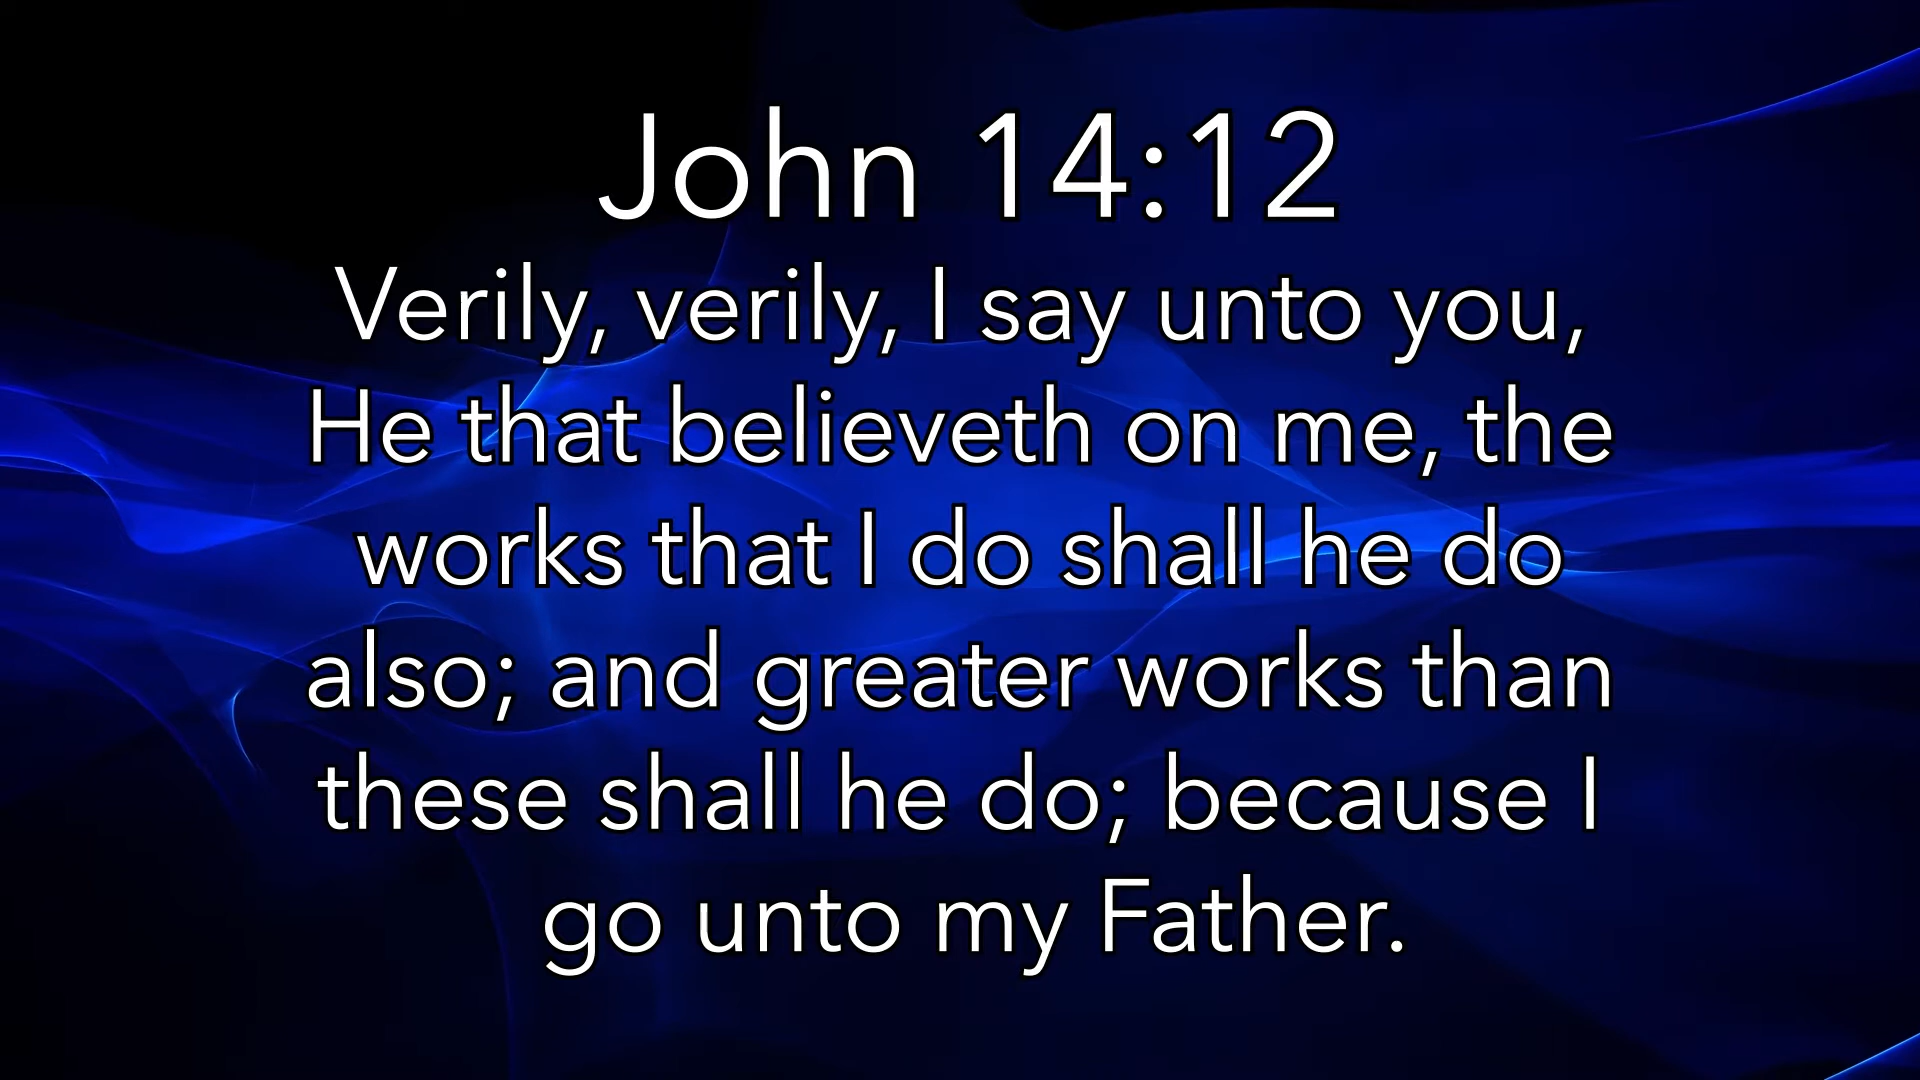 John 14:12
Verily, verily, I say unto you,
He that believeth on me, the
works that I do shall he do
also; and greater works than
these shall he do; because I
go unto my Father.